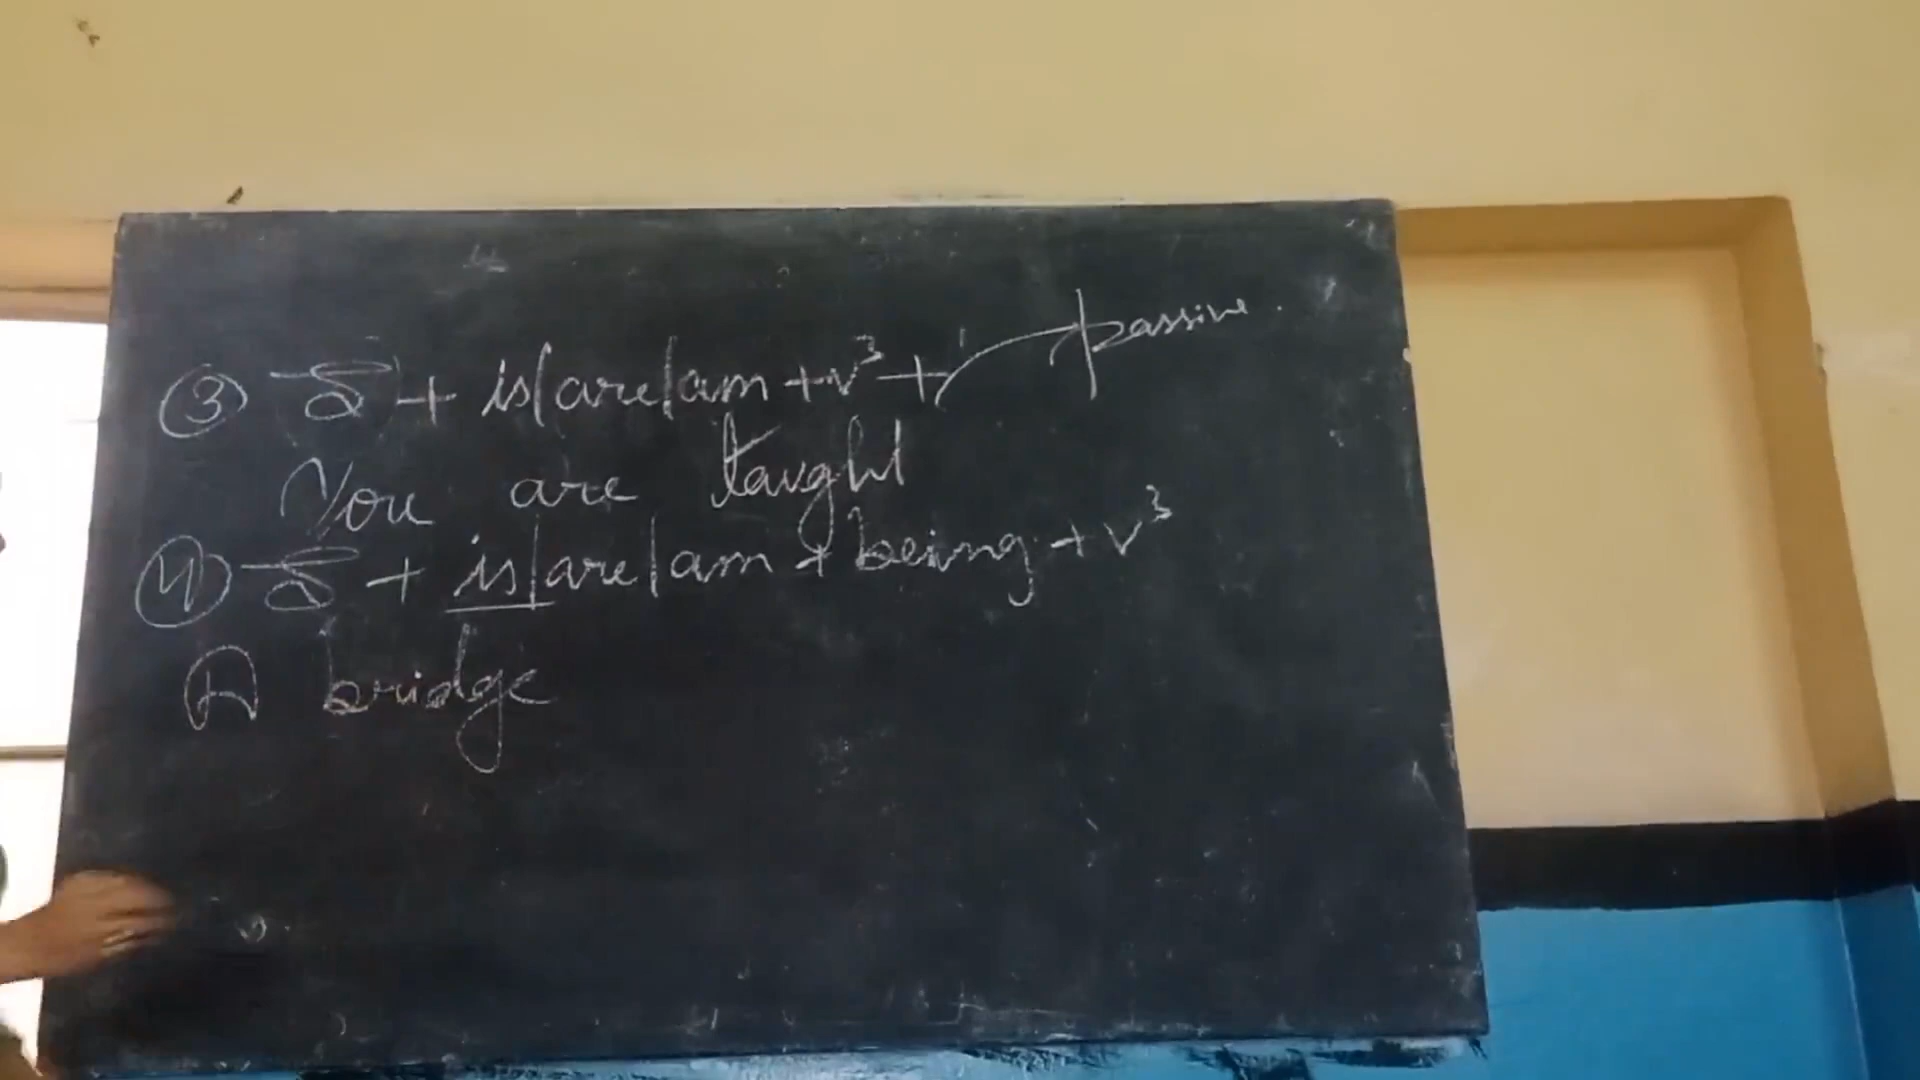 ③ S + is/are/am + v³ + passive.
You are taught
④ S + is/are/am + being + v³
A bridge